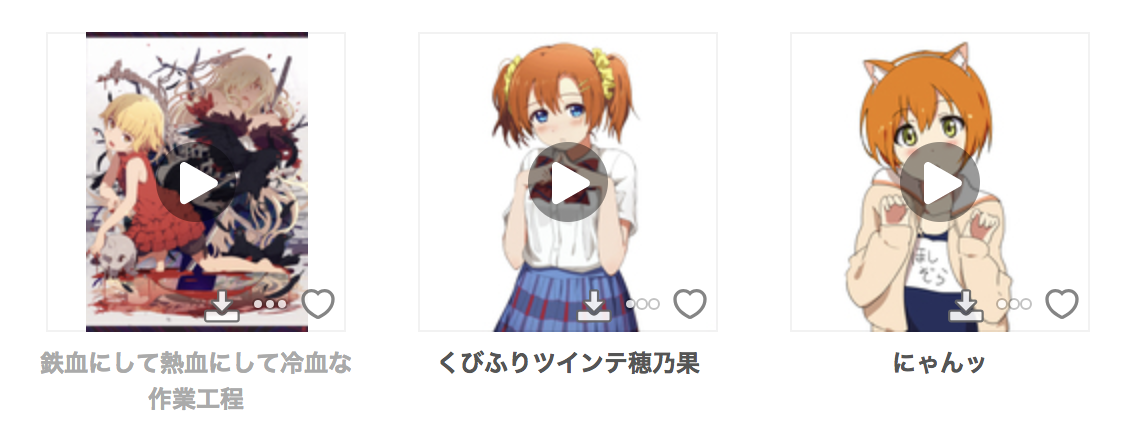 ほし
ぞら
鉄血にして熱血にして冷血な
作業工程
くびふりツインテ穂乃果
にゃんッ